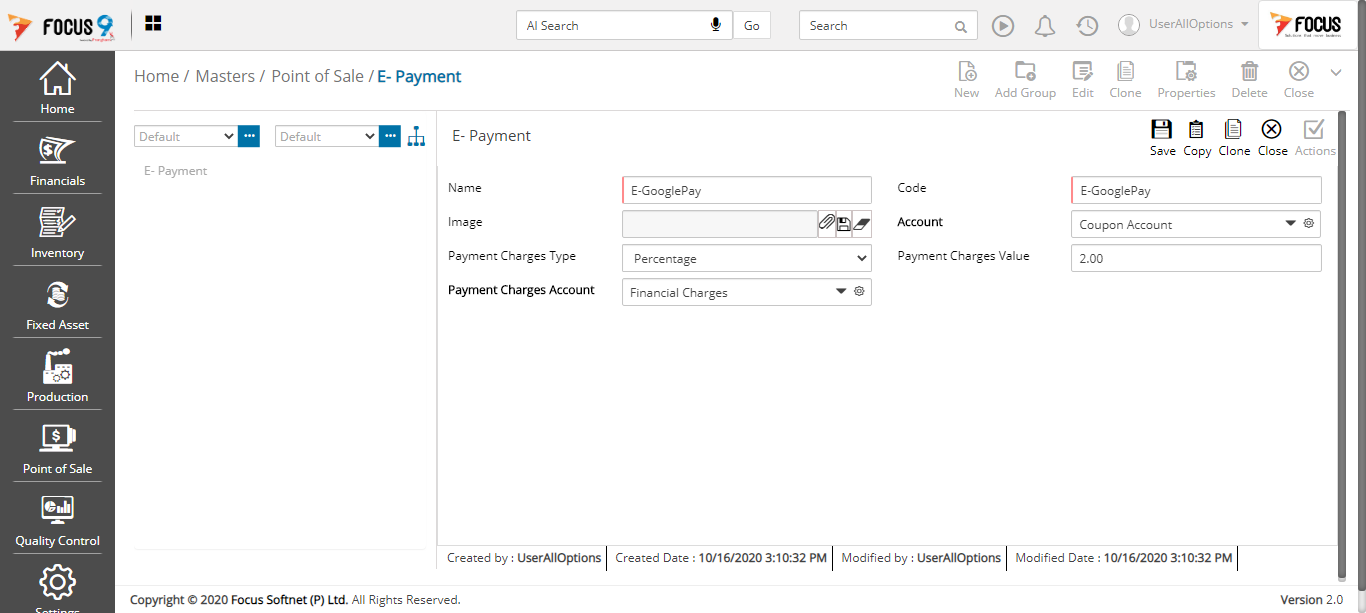 FOCUS 9
AI Search
Go
Search
UserAllOptions
FOCUS
Home / Masters / Point of Sale / E- Payment
New
Add Group
Edit
Clone
Properties
Delete
Close
Home
Financials
Inventory
Fixed Asset
Production
Point of Sale
Quality Control
Settings
Default
Default
E- Payment
E- Payment
Save
Copy
Clone
Close
Actions
Name
E-GooglePay
Code
E-GooglePay
Image
Account
Coupon Account
Payment Charges Type
Percentage
Payment Charges Value
2.00
Payment Charges Account
Financial Charges
Created by : UserAllOptions
Created Date : 10/16/2020 3:10:32 PM
Modified by : UserAllOptions
Modified Date : 10/16/2020 3:10:32 PM
Copyright © 2020 Focus Softnet (P) Ltd. All Rights Reserved.
Version 2.0